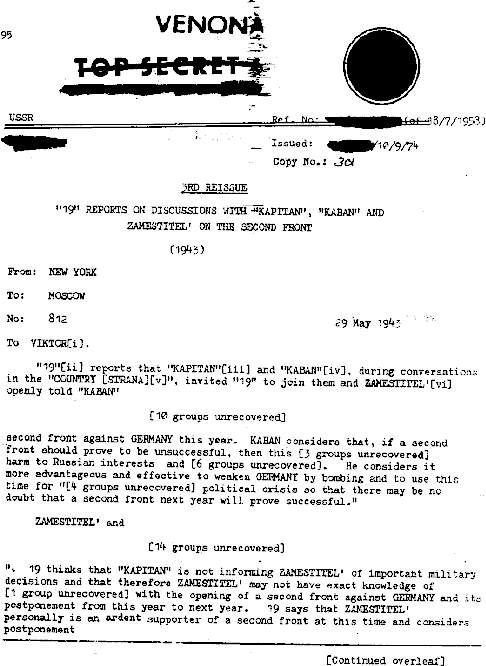 VENONA
95
TOP SECRET
USSR
Ref. No: (of 18/7/1958)
Issued: /10/9/74
Copy No.: 301
3RD REISSUE
"19" REPORTS ON DISCUSSIONS WITH "KAPITAN", "KABAN" AND
ZAMESTITEL' ON THE SECOND FRONT
(1943)
From: NEW YORK
To: MOSCOW
No: 812
29 May 1943
To VIKTOR[i].
"19"[ii] reports that "KAPITAN"[iii] and "KABAN"[iv], during conversations
in the "COUNTRY [STRANA][v]", invited "19" to join them and ZAMESTITEL'[vi]
openly told "KABAN"
[10 groups unrecovered]
second front against GERMANY this year. KABAN considers that, if a second
front should prove to be unsuccessful, then this [3 groups unrecovered]
harm to Russian interests and [6 groups unrecovered]. He considers it
more advantageous and effective to weaken GERMANY by bombing and to use this
time for "[4 groups unrecovered] political crisis so that there may be no
doubt that a second front next year will prove successful."
ZAMESTITEL' and
[14 groups unrecovered]
". 19 thinks that "KAPITAN" is not informing ZAMESTITEL' of important military
decisions and that therefore ZAMESTITEL' may not have exact knowledge of
[1 group unrecovered] with the opening of a second front against GERMANY and its
postponement from this year to next year. 19 says that ZAMESTITEL'
personally is an ardent supporter of a second front at this time and considers
postponement
[Continued overleaf]